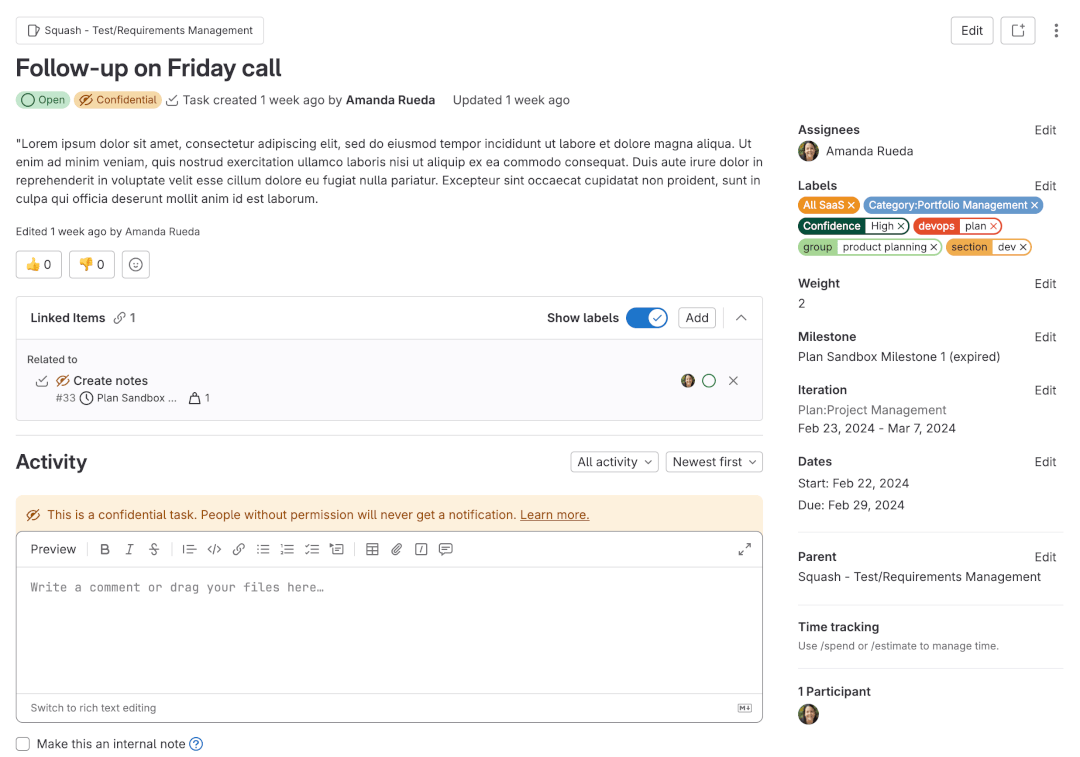 Squash - Test/Requirements Management
Edit
Follow-up on Friday call
Open
Confidential
Task created 1 week ago by Amanda Rueda
Updated 1 week ago
"Lorem ipsum dolor sit amet, consectetur adipiscing elit, sed do eiusmod tempor incididunt ut labore et dolore magna aliqua. Ut
enim ad minim veniam, quis nostrud exercitation ullamco laboris nisi ut aliquip ex ea commodo consequat. Duis aute irure dolor in
reprehenderit in voluptate velit esse cillum dolore eu fugiat nulla pariatur. Excepteur sint occaecat cupidatat non proident, sunt in
culpa qui officia deserunt mollit anim id est laborum.
Edited 1 week ago by Amanda Rueda
0
0
Linked Items 1
Show labels
Add
Related to
Create notes
#33 Plan Sandbox ... 1
Activity
All activity
Newest first
This is a confidential task. People without permission will never get a notification. Learn more.
Preview
Write a comment or drag your files here…
Switch to rich text editing
Make this an internal note
Assignees Edit
Amanda Rueda
Labels Edit
All SaaS
Category:Portfolio Management
Confidence High
devops plan
group product planning
section dev
Weight Edit
2
Milestone Edit
Plan Sandbox Milestone 1 (expired)
Iteration Edit
Plan:Project Management
Feb 23, 2024 - Mar 7, 2024
Dates Edit
Start: Feb 22, 2024
Due: Feb 29, 2024
Parent Edit
Squash - Test/Requirements Management
Time tracking
Use /spend or /estimate to manage time.
1 Participant